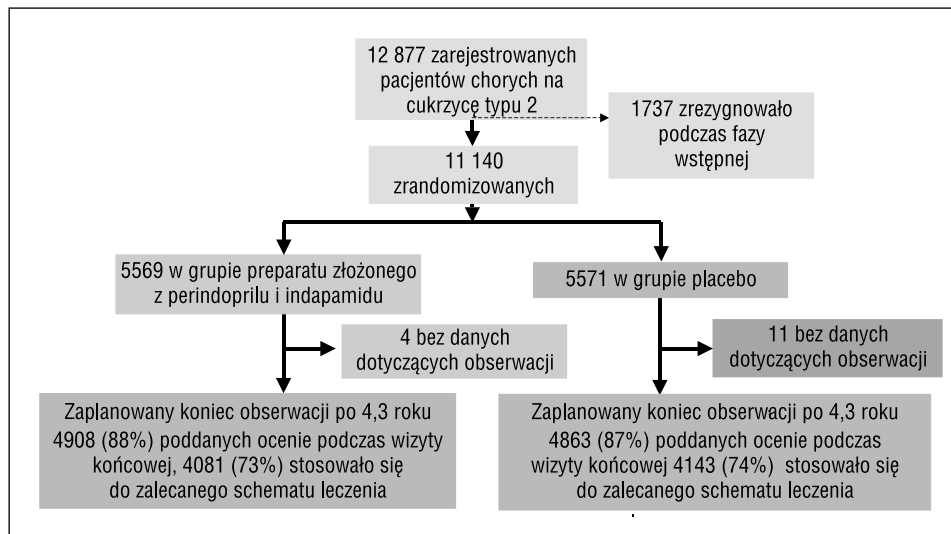 12 877 zarejestrowanych
pacjentów chorych na
cukrzycę typu 2
1737 zrezygnowało
podczas fazy
wstępnej
11 140
zrandomizowanych
5569 w grupie preparatu złożonego
z perindoprilu i indapamidu
5571 w grupie placebo
4 bez danych
dotyczących obserwacji
11 bez danych
dotyczących obserwacji
Zaplanowany koniec obserwacji po 4,3 roku
4908 (88%) poddanych ocenie podczas wizyty
końcowej, 4081 (73%) stosowało się
do zalecanego schematu leczenia
Zaplanowany koniec obserwacji po 4,3 roku
4863 (87%) poddanych ocenie podczas
wizyty końcowej 4143 (74%) stosowało się
do zalecanego schematu leczenia